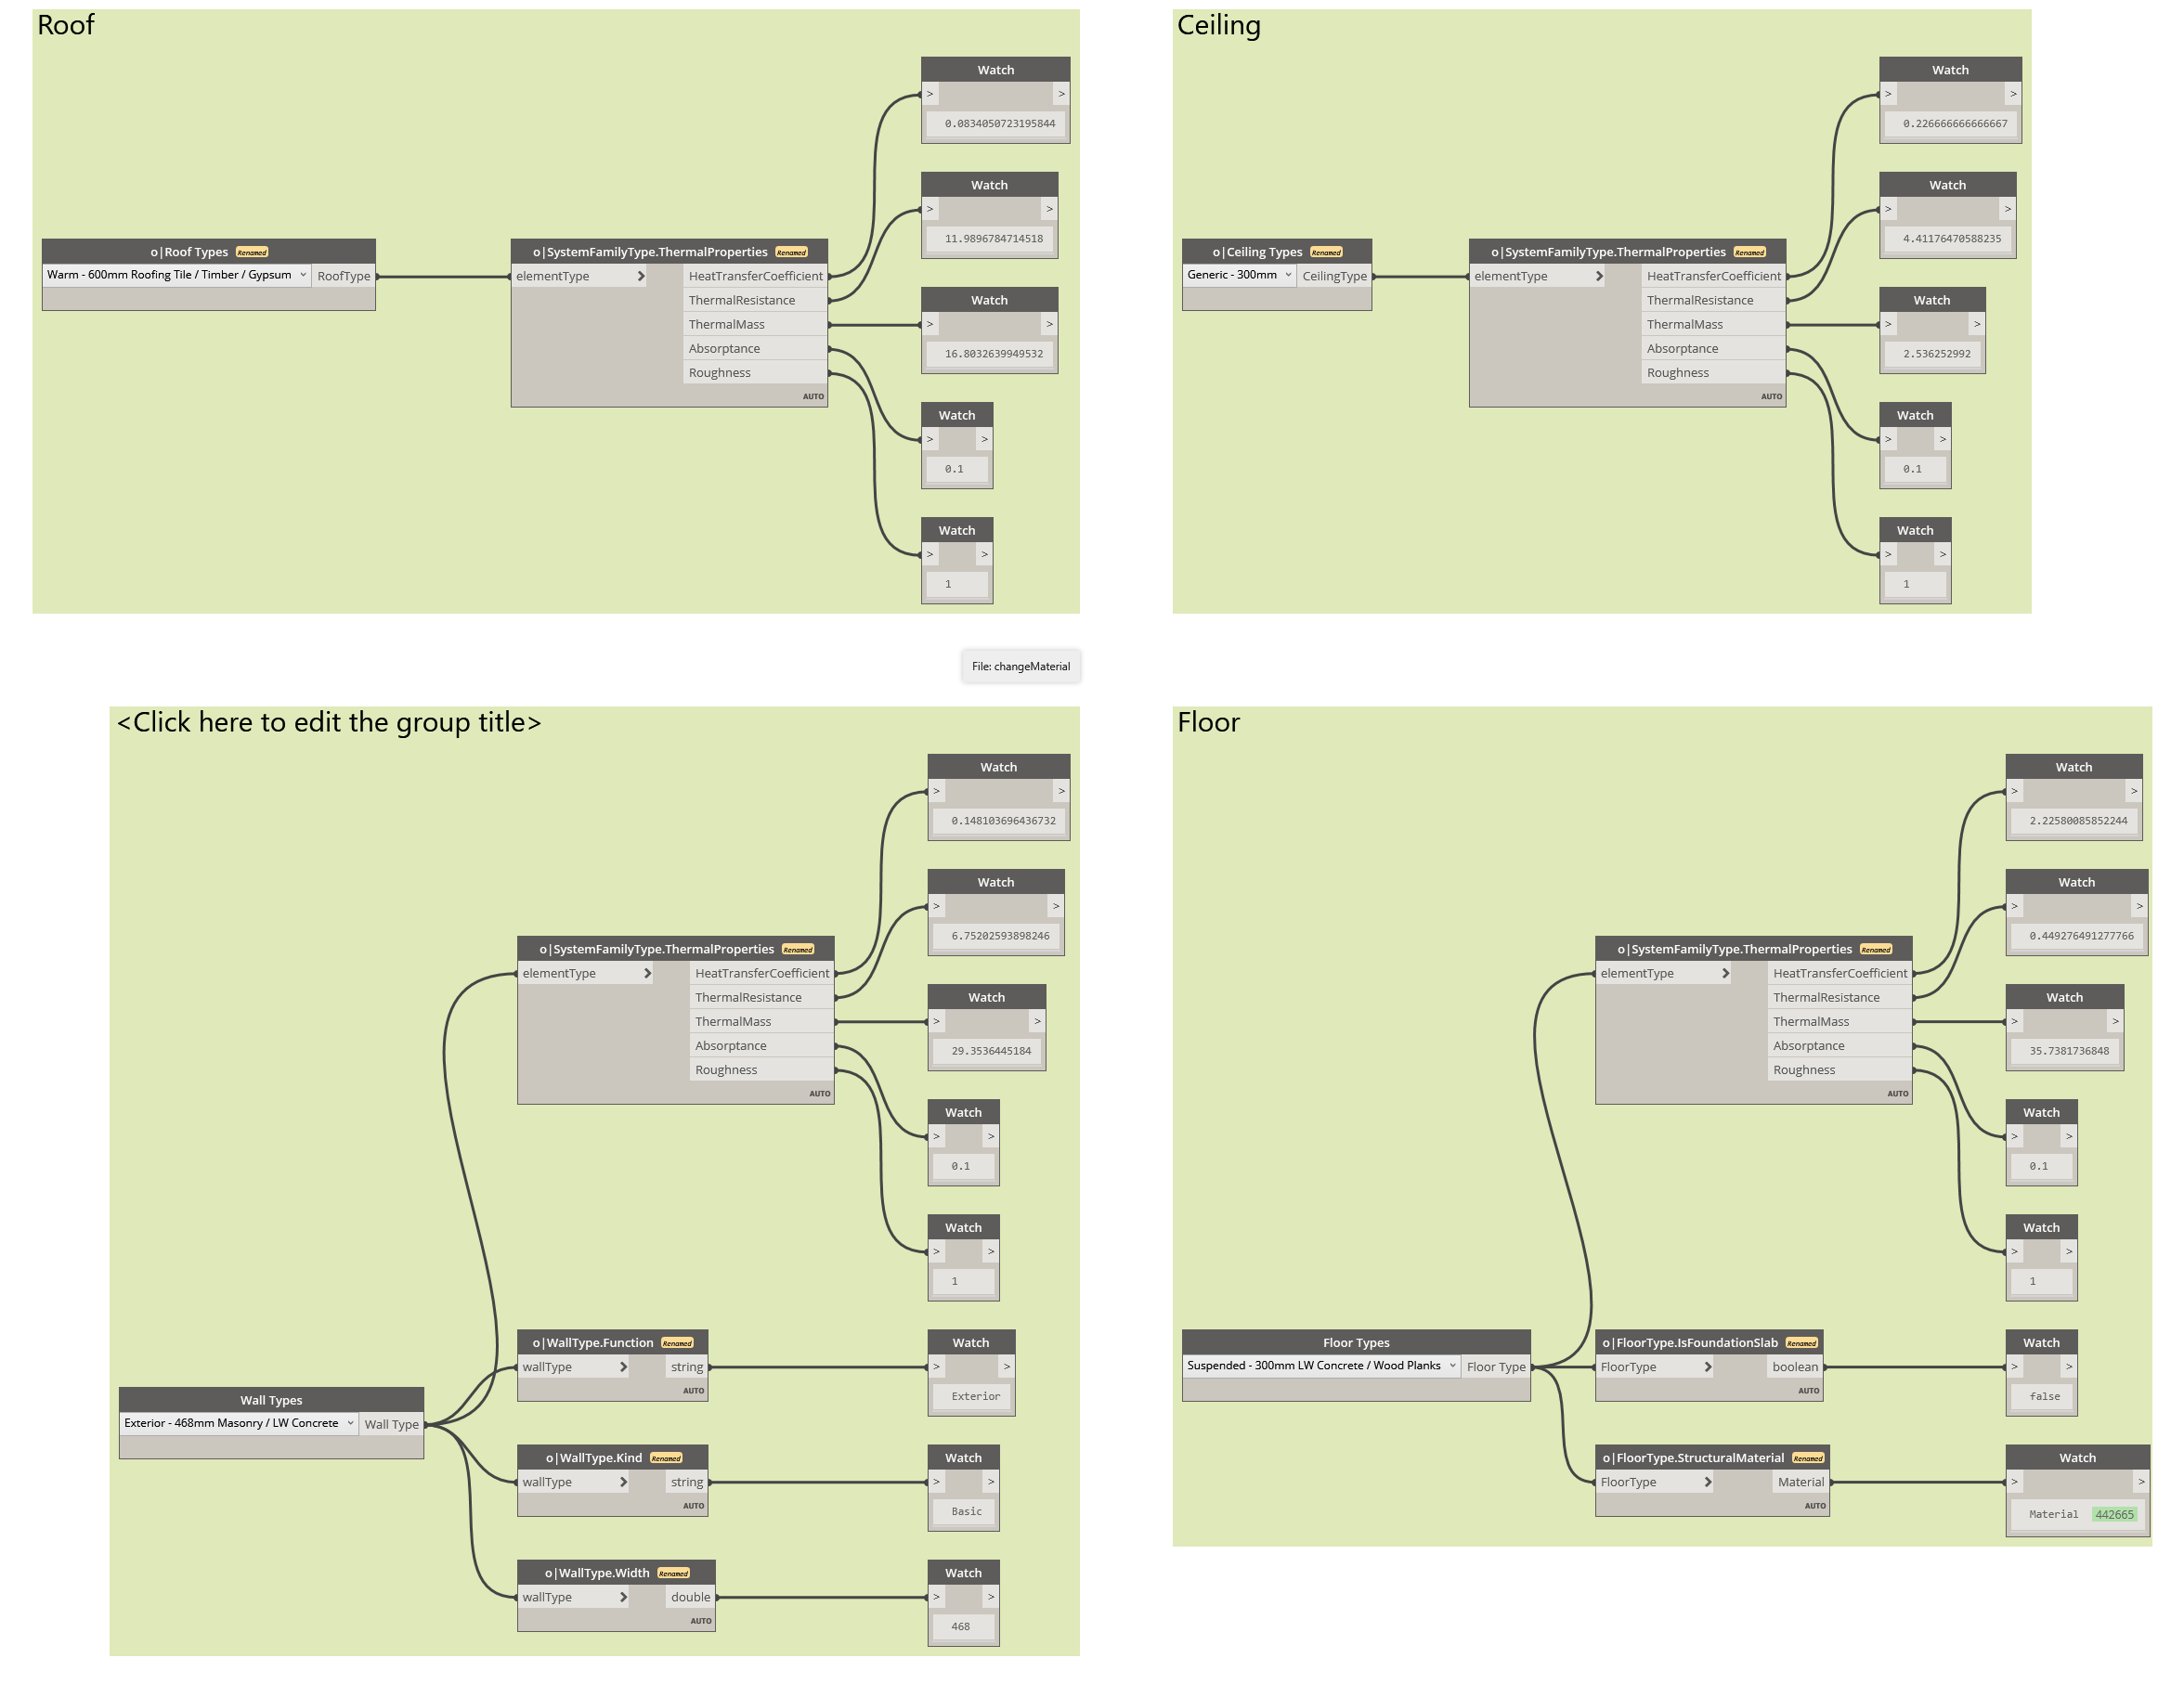 Roof
Watch
> >
0.0834050723195844
Watch
> >
11.9896784714518
o|Roof Types Renamed
Warm - 600mm Roofing Tile / Timber / Gypsum RoofType
o|SystemFamilyType.ThermalProperties Renamed
elementType > HeatTransferCoefficient
ThermalResistance
ThermalMass
Absorptance
Roughness
AUTO
Watch
> >
16.8032639949532
Watch
> >
0.1
Watch
> >
1
Ceiling
Watch
> >
0.226666666666667
Watch
> >
4.41176470588235
o|Ceiling Types Renamed
Generic - 300mm CeilingType
o|SystemFamilyType.ThermalProperties Renamed
elementType > HeatTransferCoefficient
ThermalResistance
ThermalMass
Absorptance
Roughness
AUTO
Watch
> >
2.536252992
Watch
> >
0.1
Watch
> >
1
File: changeMaterial
<Click here to edit the group title>
Watch
> >
0.148103696436732
Watch
> >
6.75202593898246
o|SystemFamilyType.ThermalProperties Renamed
elementType > HeatTransferCoefficient
ThermalResistance
ThermalMass
Absorptance
Roughness
AUTO
Watch
> >
29.3536445184
Watch
> >
0.1
Watch
> >
1
o|WallType.Function Renamed
wallType > string
AUTO
Watch
> >
Exterior
Wall Types
Exterior - 468mm Masonry / LW Concrete Wall Type
o|WallType.Kind Renamed
wallType > string
AUTO
Watch
> >
Basic
o|WallType.Width Renamed
wallType > double
AUTO
Watch
> >
468
Floor
Watch
> >
2.22580085852244
Watch
> >
0.449276491277766
o|SystemFamilyType.ThermalProperties Renamed
elementType > HeatTransferCoefficient
ThermalResistance
ThermalMass
Absorptance
Roughness
AUTO
Watch
> >
35.7381736848
Watch
> >
0.1
Watch
> >
1
Floor Types
Suspended - 300mm LW Concrete / Wood Planks Floor Type
o|FloorType.IsFoundationSlab Renamed
FloorType > boolean
AUTO
Watch
> >
false
o|FloorType.StructuralMaterial Renamed
FloorType > Material
AUTO
Watch
> >
Material 442665